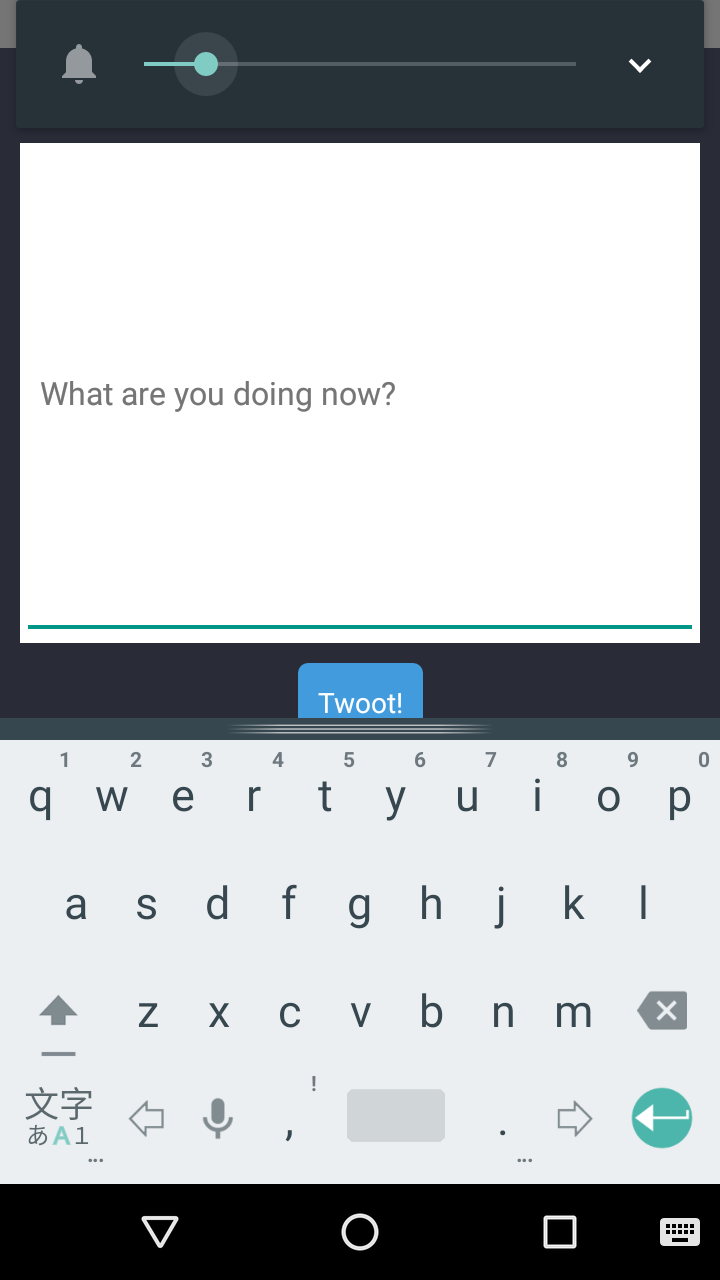 What are you doing now?
Twoot!
1 2 3 4 5 6 7 8 9 0
q w e r t y u i o p
a s d f g h j k l
z x c v b n m
!
文字 , .
あA1
... ...